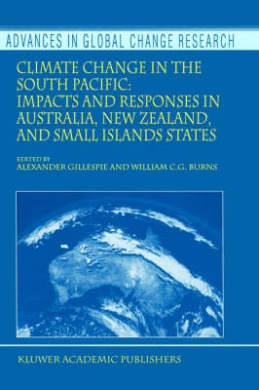 ADVANCES IN GLOBAL CHANGE RESEARCH
CLIMATE CHANGE IN THE
SOUTH PACIFIC:
IMPACTS AND RESPONSES IN
AUSTRALIA, NEW ZEALAND,
AND SMALL ISLANDS STATES
EDITED BY
ALEXANDER GILLESPIE AND WILLIAM C.G. BURNS
KLUWER ACADEMIC PUBLISHERS